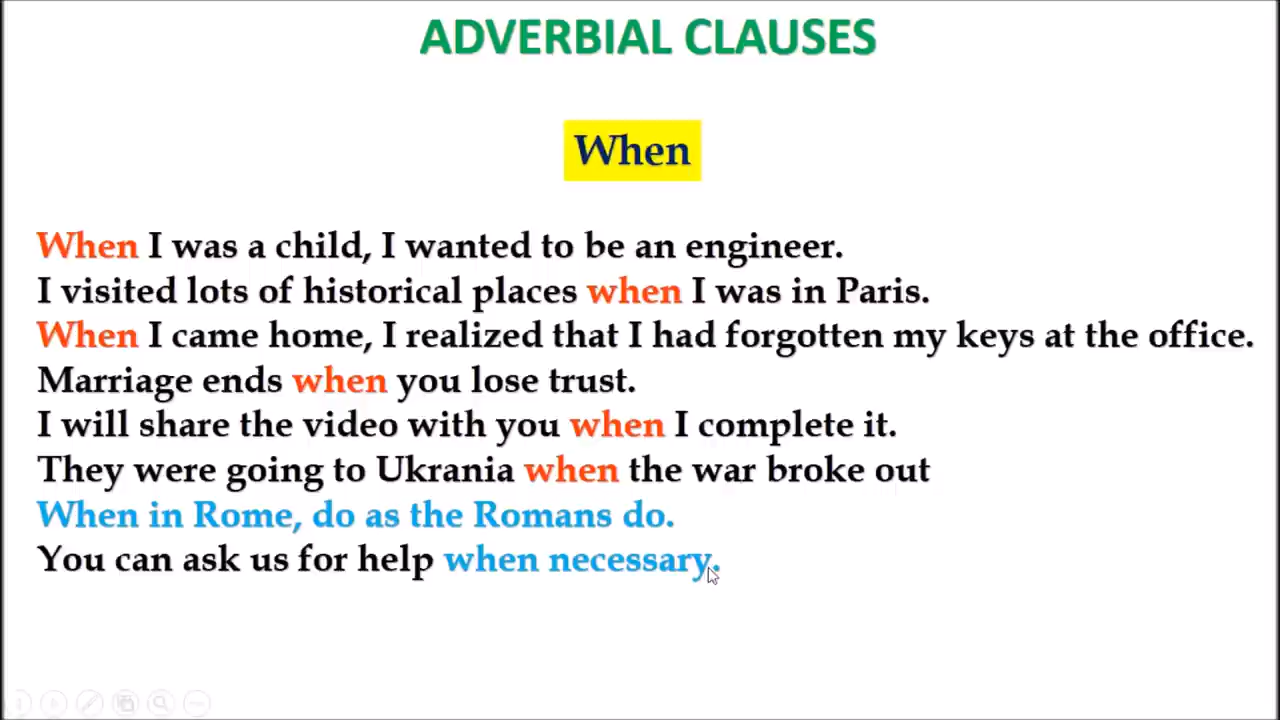 ADVERBIAL CLAUSES
When
When I was a child, I wanted to be an engineer.
I visited lots of historical places when I was in Paris.
When I came home, I realized that I had forgotten my keys at the office.
Marriage ends when you lose trust.
I will share the video with you when I complete it.
They were going to Ukrania when the war broke out
When in Rome, do as the Romans do.
You can ask us for help when necessary.